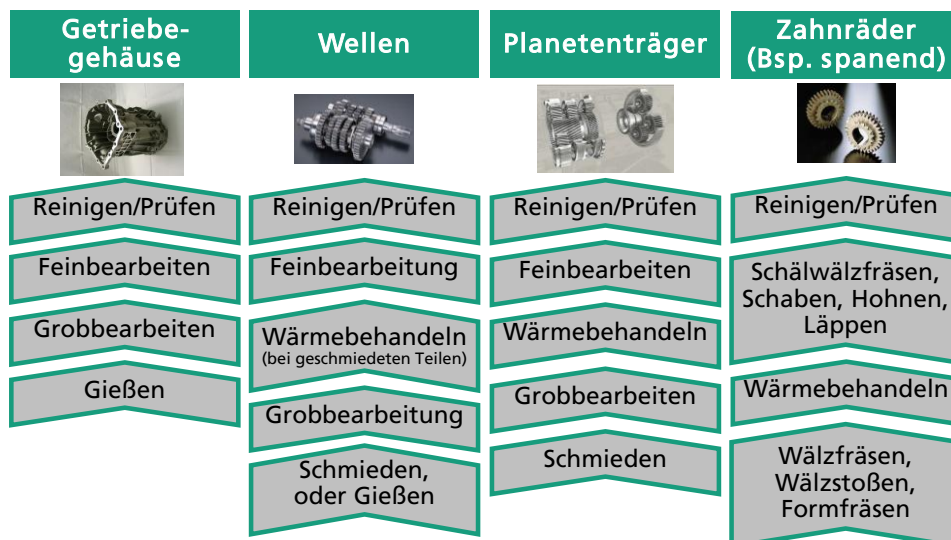 Getriebe-
gehäuse
Wellen
Planetenträger
Zahnräder
(Bsp. spanend)
Reinigen/Prüfen
Feinbearbeiten
Grobbearbeiten
Gießen
Reinigen/Prüfen
Feinbearbeitung
Wärmebehandeln
(bei geschmiedeten Teilen)
Grobbearbeitung
Schmieden,
oder Gießen
Reinigen/Prüfen
Feinbearbeiten
Wärmebehandeln
Grobbearbeiten
Schmieden
Reinigen/Prüfen
Schälwälzfräsen,
Schaben, Hohnen,
Läppen
Wärmebehandeln
Wälzfräsen,
Wälzstoßen,
Formfräsen